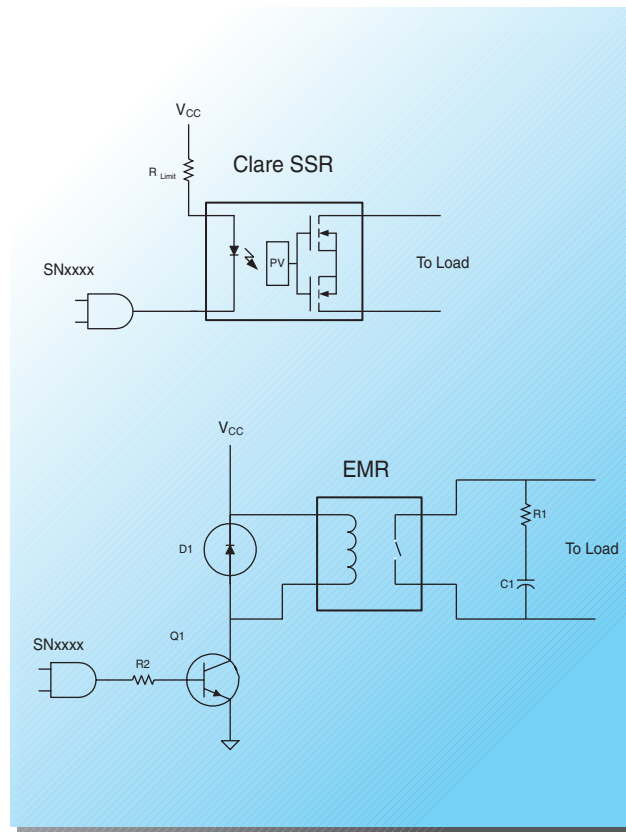 VCC
Clare SSR
R Limit
SNxxxx
PV
To Load
VCC
EMR
R1
D1
To Load
C1
Q1
SNxxxx
R2